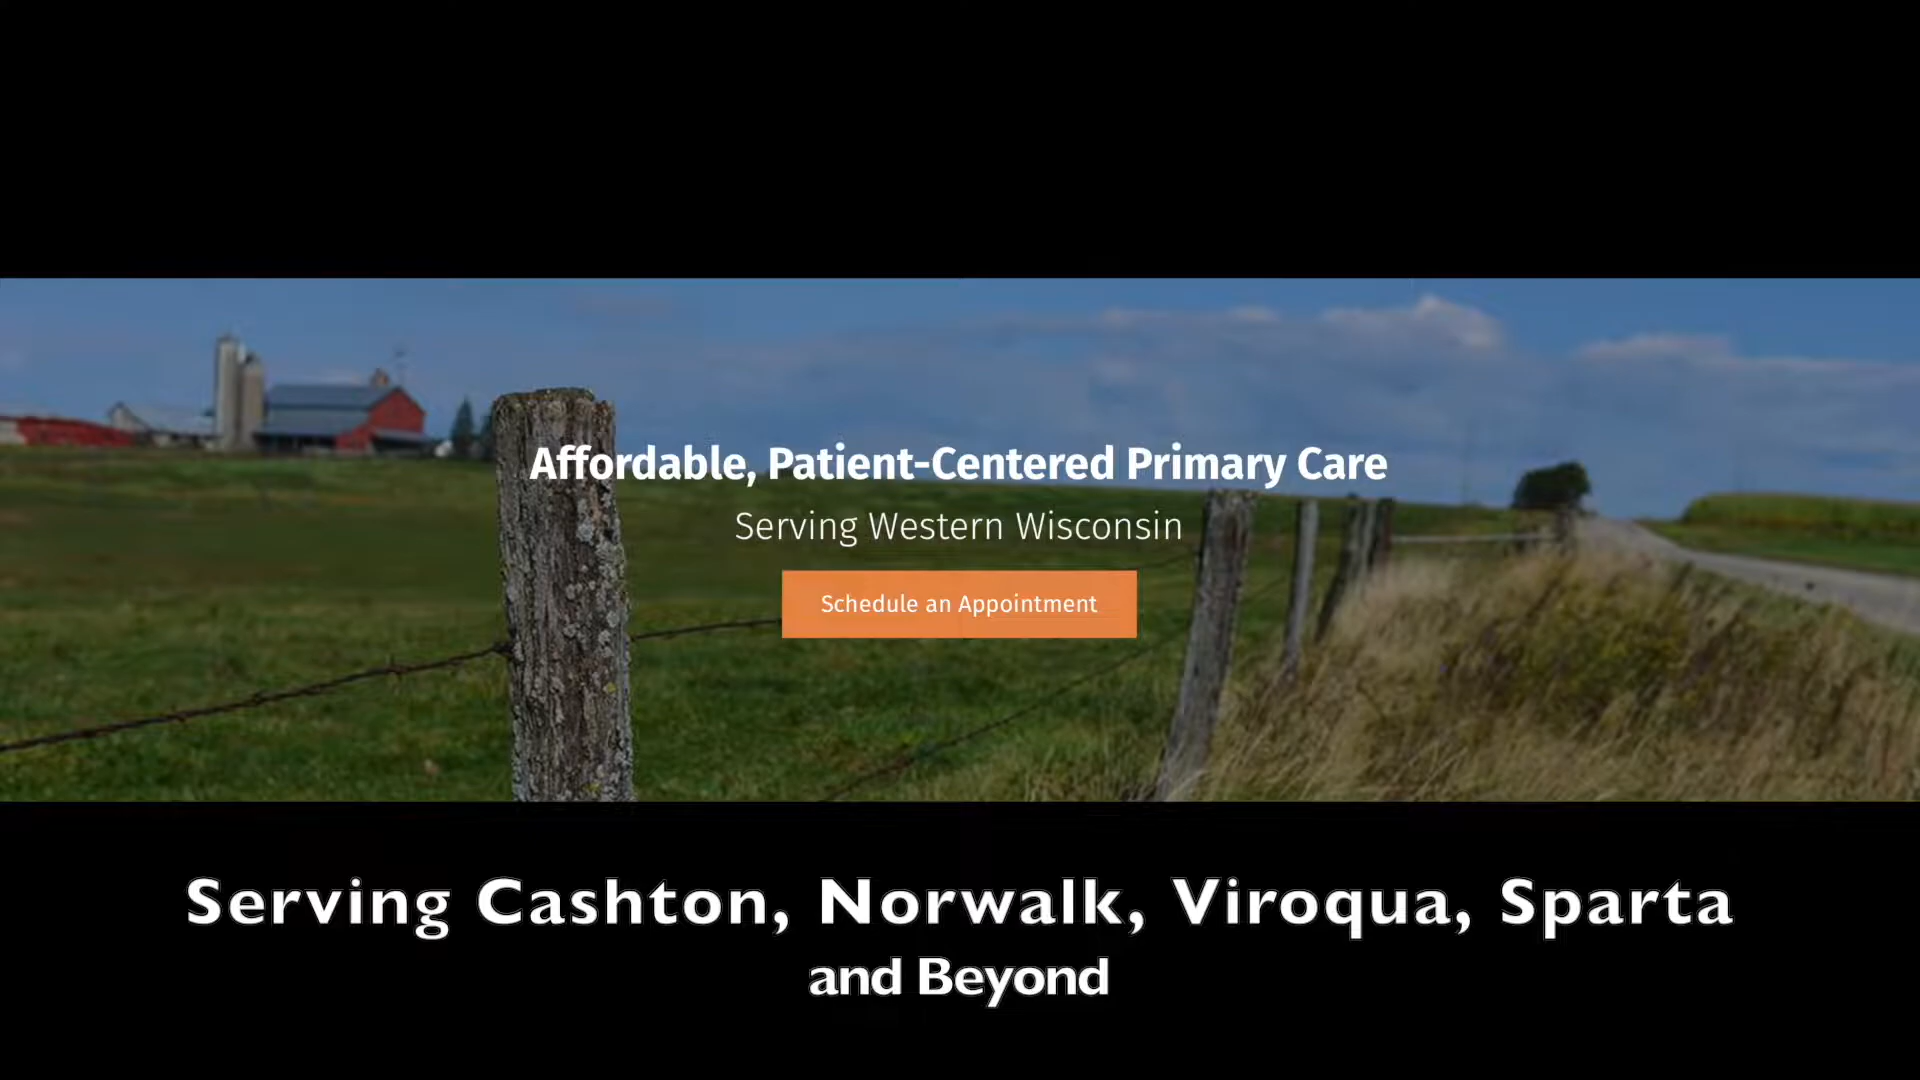 Affordable, Patient-Centered Primary Care
Serving Western Wisconsin
Schedule an Appointment
Serving Cashton, Norwalk, Viroqua, Sparta
and Beyond